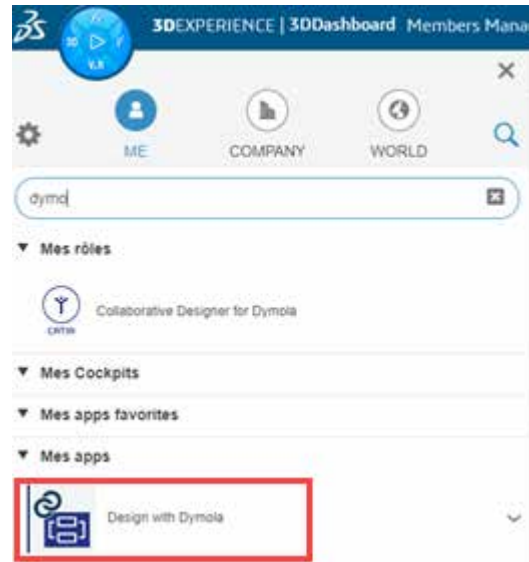 3DEXPERIENCE | 3DDashboard Members Mana
3D
V.R
ME
COMPANY
WORLD
dymo
Mes rôles
CATIA
Collaborative Designer for Dymola
Mes Cockpits
Mes apps favorites
Mes apps
Design with Dymola